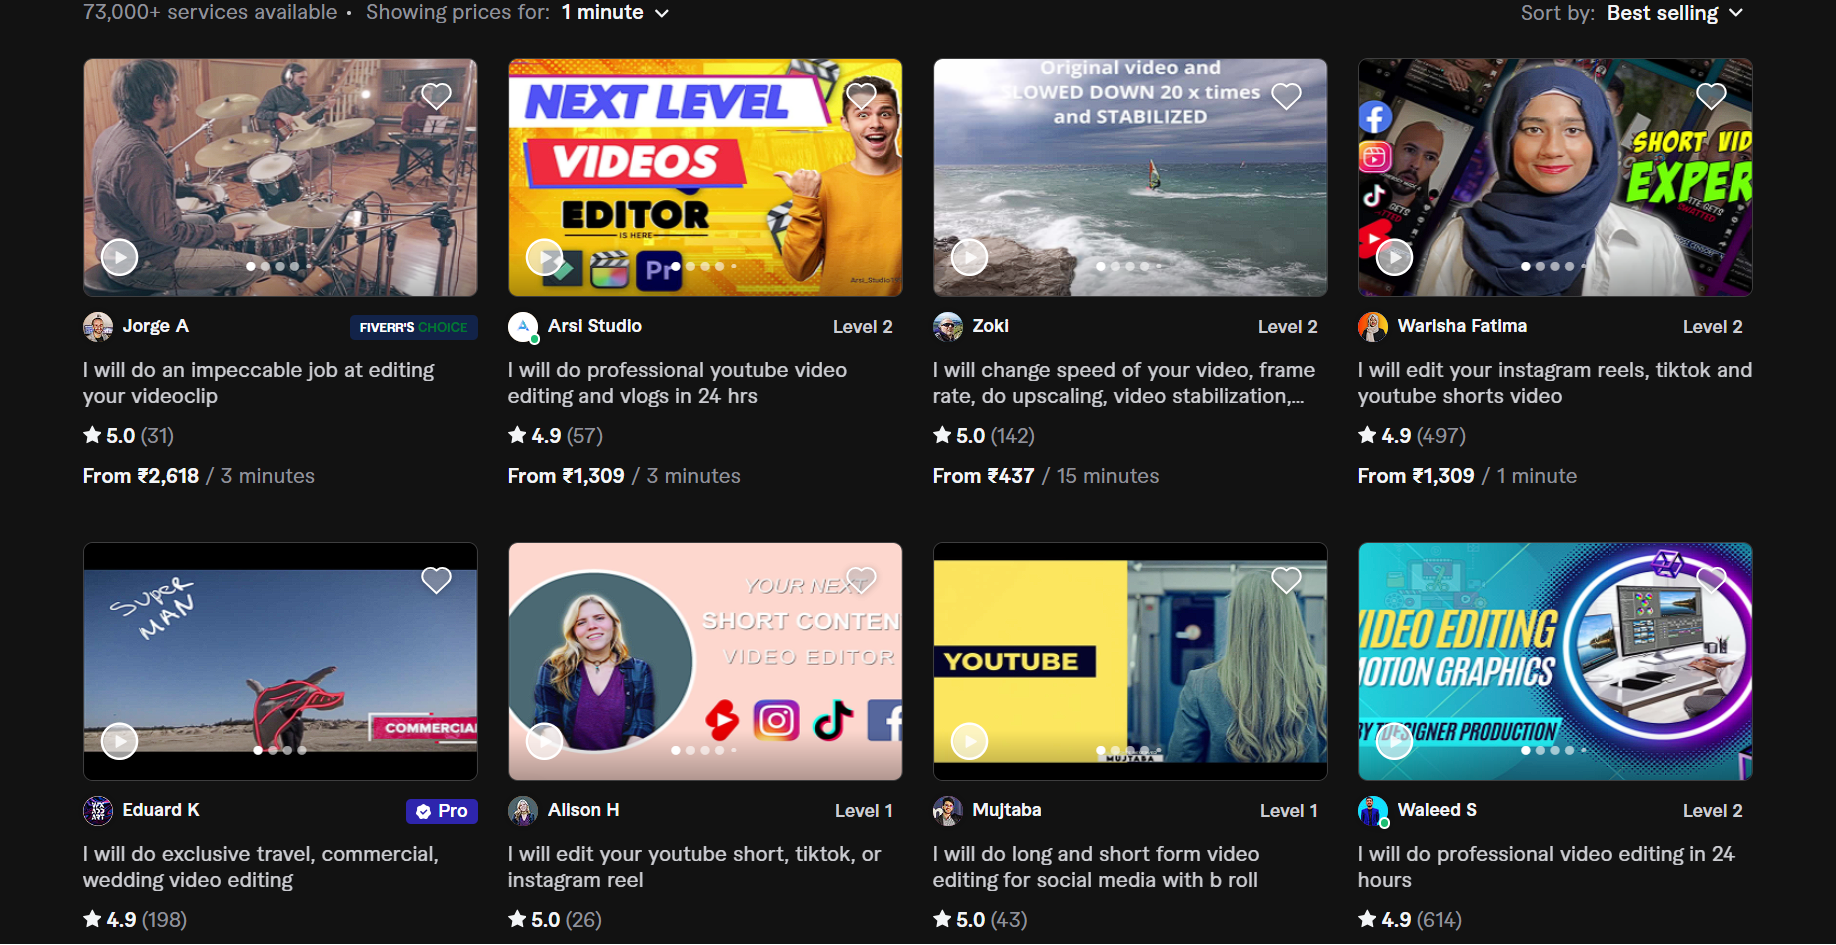 73,000+ services available • Showing prices for: 1 minute
Sort by: Best selling
NEXT LEVEL
VIDEOS
EDITOR
IS HERE
Pr
Arsi_Studio19
Original video and
SLOWED DOWN 20 x times
and STABILIZED
SHORT VID
EXPER
Jorge A
FIVERR'S CHOICE
I will do an impeccable job at editing
your videoclip
5.0 (31)
From ₹2,618 / 3 minutes
Arsi Studio
Level 2
I will do professional youtube video
editing and vlogs in 24 hrs
4.9 (57)
From ₹1,309 / 3 minutes
Zoki
Level 2
I will change speed of your video, frame
rate, do upscaling, video stabilization,...
5.0 (142)
From ₹437 / 15 minutes
Warisha Fatima
Level 2
I will edit your instagram reels, tiktok and
youtube shorts video
4.9 (497)
From ₹1,309 / 1 minute
SUPER
MAN
COMMERCIAL
YOUR NEXT
SHORT CONTEN
VIDEO EDITOR
YOUTUBE
MUJTABA
VIDEO EDITING
MOTION GRAPHICS
BY DESIGNER PRODUCTION
Eduard K
Pro
I will do exclusive travel, commercial,
wedding video editing
4.9 (198)
Alison H
Level 1
I will edit your youtube short, tiktok, or
instagram reel
5.0 (26)
Mujtaba
Level 1
I will do long and short form video
editing for social media with b roll
5.0 (43)
Waleed S
Level 2
I will do professional video editing in 24
hours
4.9 (614)